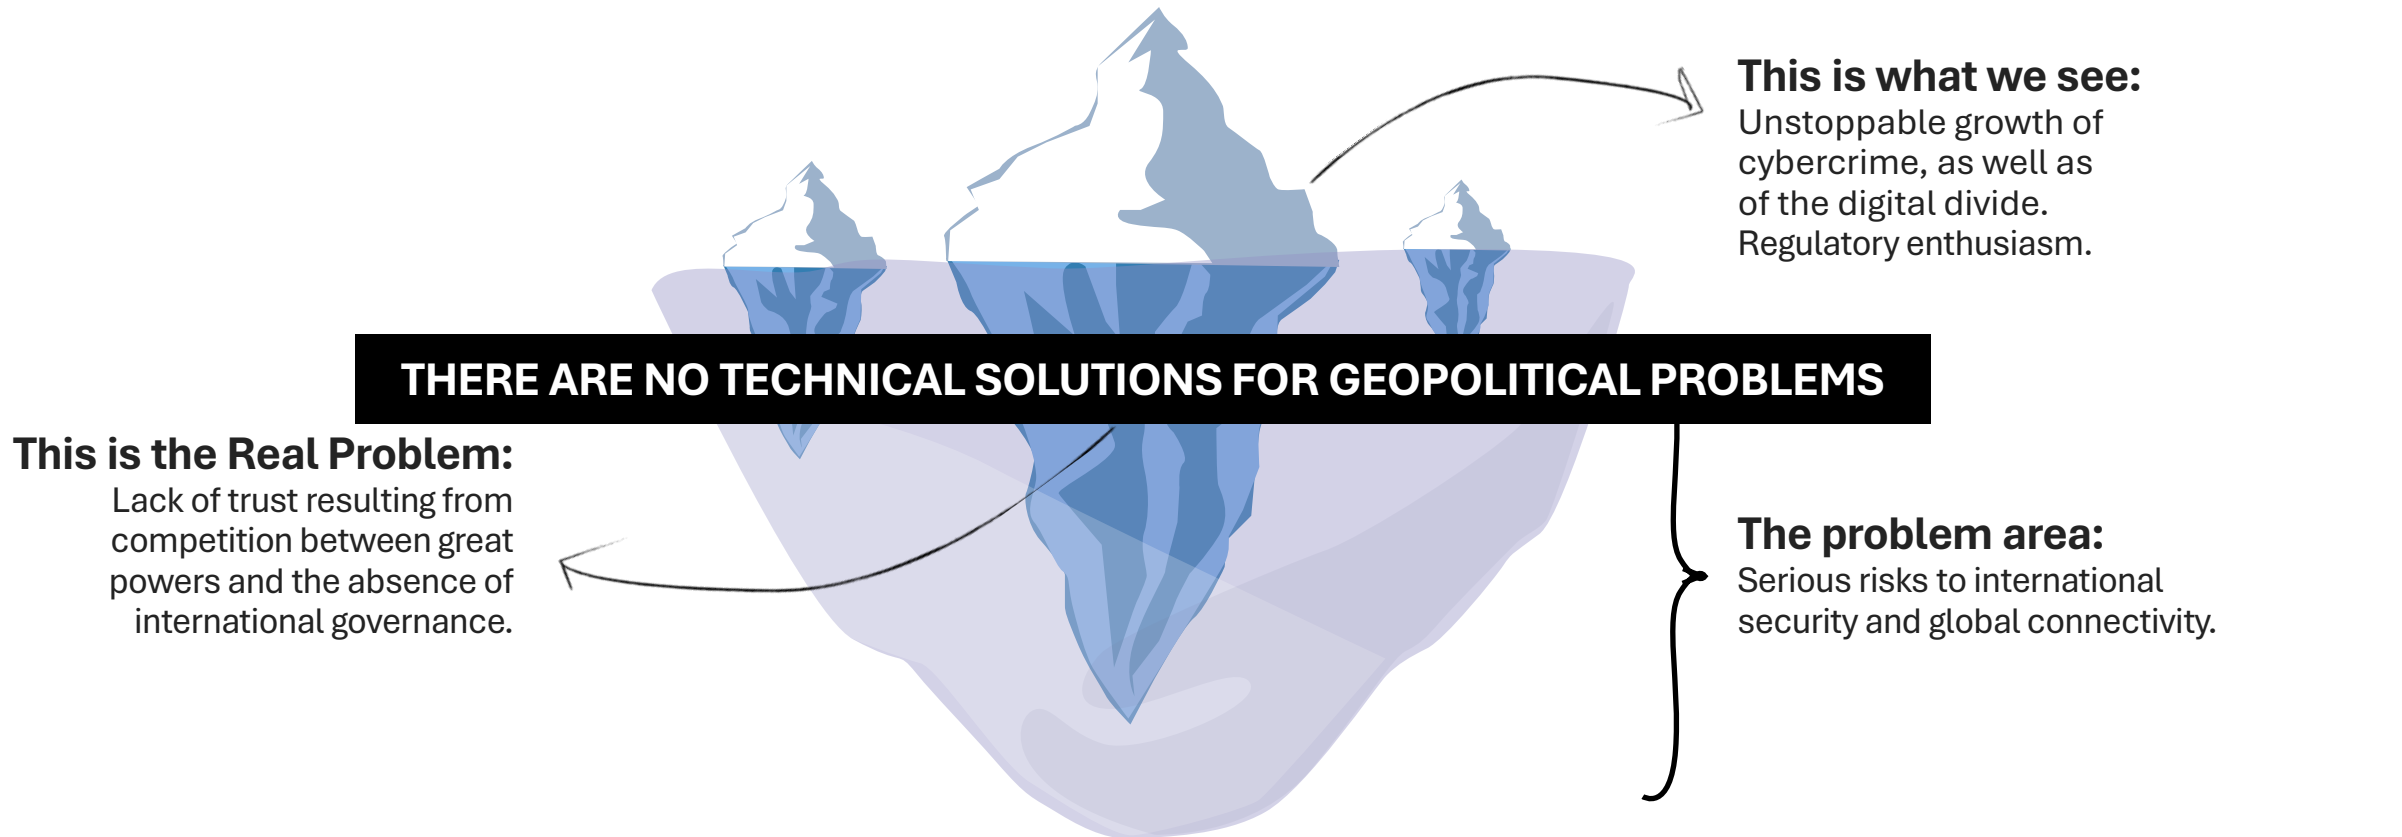 This is what we see:
Unstoppable growth of
cybercrime, as well as
of the digital divide.
Regulatory enthusiasm.
THERE ARE NO TECHNICAL SOLUTIONS FOR GEOPOLITICAL PROBLEMS
This is the Real Problem:
Lack of trust resulting from
competition between great
powers and the absence of
international governance.
The problem area:
Serious risks to international
security and global connectivity.